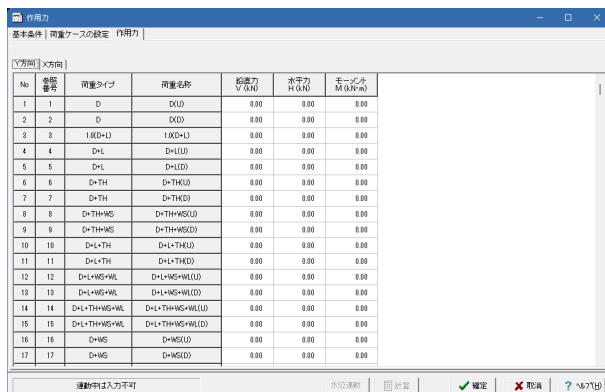 作用力
基本条件 荷重ケースの設定 作用力
Y方向 X方向
No 参照番号 荷重タイプ 荷重名称 鉛直力 V (kN) 水平力 H (kN) モーメント M (kN・m)
1 1 D D(U) 0.00 0.00 0.00
2 2 D D(D) 0.00 0.00 0.00
3 3 1.0(D+L) 1.0(D+L) 0.00 0.00 0.00
4 4 D+L D+L(U) 0.00 0.00 0.00
5 5 D+L D+L(D) 0.00 0.00 0.00
6 6 D+TH D+TH(U) 0.00 0.00 0.00
7 7 D+TH D+TH(D) 0.00 0.00 0.00
8 8 D+TH+WS D+TH+WS(U) 0.00 0.00 0.00
9 9 D+TH+WS D+TH+WS(D) 0.00 0.00 0.00
10 10 D+L+TH D+L+TH(U) 0.00 0.00 0.00
11 11 D+L+TH D+L+TH(D) 0.00 0.00 0.00
12 12 D+L+WS+WL D+L+WS+WL(U) 0.00 0.00 0.00
13 13 D+L+WS+WL D+L+WS+WL(D) 0.00 0.00 0.00
14 14 D+L+TH+WS+WL D+L+TH+WS+WL(U) 0.00 0.00 0.00
15 15 D+L+TH+WS+WL D+L+TH+WS+WL(D) 0.00 0.00 0.00
16 16 D+WS D+WS(U) 0.00 0.00 0.00
17 17 D+WS D+WS(D) 0.00 0.00 0.00
連動中は入力不可 水位連動 計算 確定 取消 ? ヘルプ(H)